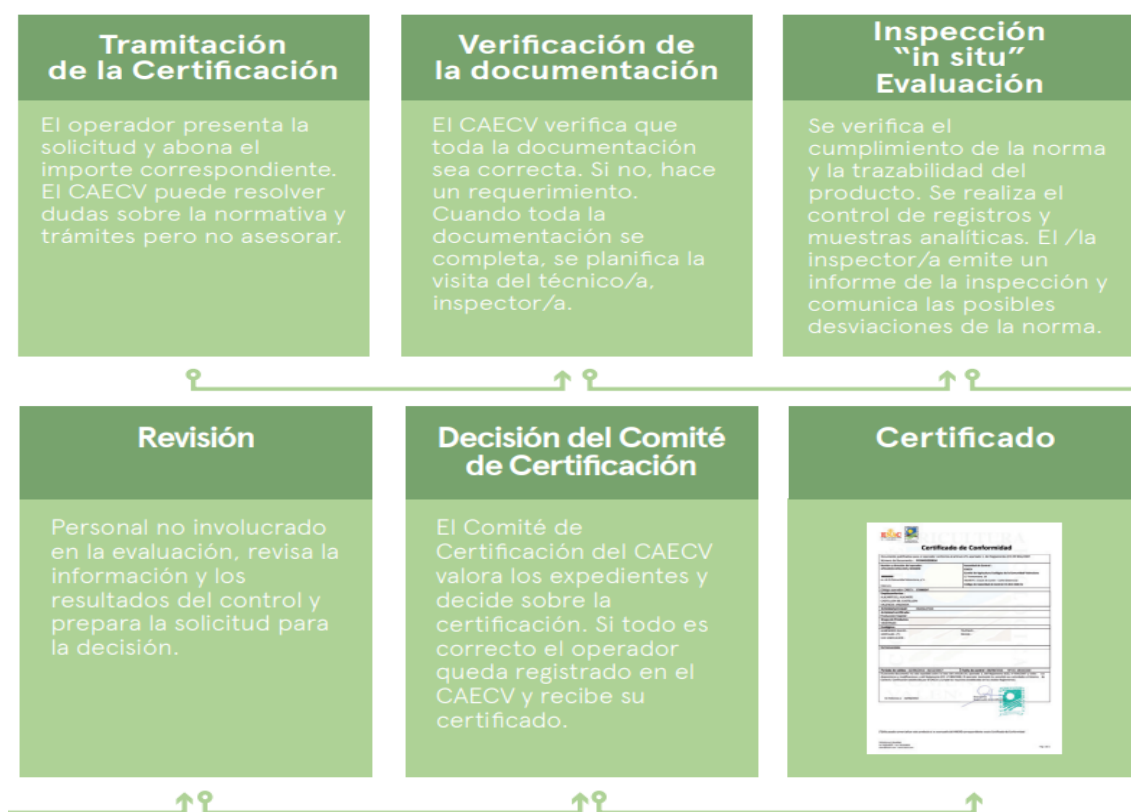 Tramitación
de la Certificación
El operador presenta la
solicitud y abona el
importe correspondiente.
El CAECV puede resolver
dudas sobre la normativa y
trámites pero no asesorar.
Verificación de
la documentación
El CAECV verifica que
toda la documentación
sea correcta. Si no, hace
un requerimiento.
Cuando toda la
documentación se
completa, se planifica la
visita del técnico/a,
inspector/a.
Inspección
“in situ”
Evaluación
Se verifica el
cumplimiento de la norma
y la trazabilidad del
producto. Se realiza el
control de registros y
muestras analíticas. El /la
inspector/a emite un
informe de la inspección y
comunica las posibles
desviaciones de la norma.
Revisión
Personal no involucrado
en la evaluación, revisa la
información y los
resultados del control y
prepara la solicitud para
la decisión.
Decisión del Comité
de Certificación
El Comité de
Certificación del CAECV
valora los expedientes y
decide sobre la
certificación. Si todo es
correcto el operador
queda registrado en el
CAECV y recibe su
certificado.
Certificado
Certificado de Conformidad